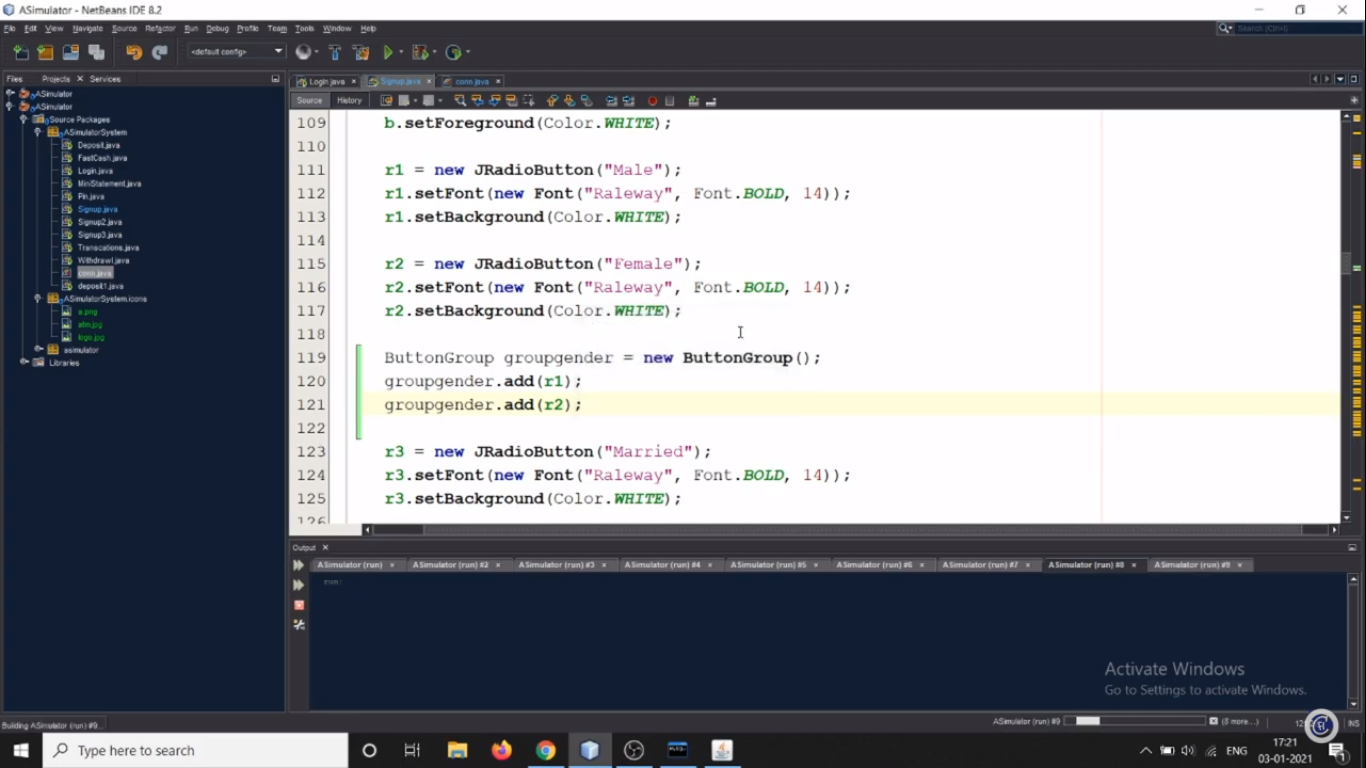 ASimulator - NetBeans IDE 8.2
File Edit View Navigate Source Refactor Run Debug Profile Team Tools Window Help
Search (Ctrl+I)
<default config>
Files Projects Services
Login.java Signup.java conn.java
Source History
ASimulator
ASimulator
Source Packages
ASimulatorSystem
Deposit.java
FastCash.java
Login.java
MiniStatement.java
Pin.java
Signup.java
Signup2.java
Signup3.java
Transcations.java
Withdrawl.java
conn.java
deposit1.java
ASimulatorSystem.icons
a.png
atm.jpg
logo.jpg
asimulator
Libraries
109 b.setForeground(Color.WHITE);
110
111 r1 = new JRadioButton("Male");
112 r1.setFont(new Font("Raleway", Font.BOLD, 14));
113 r1.setBackground(Color.WHITE);
114
115 r2 = new JRadioButton("Female");
116 r2.setFont(new Font("Raleway", Font.BOLD, 14));
117 r2.setBackground(Color.WHITE);
118
119 ButtonGroup groupgender = new ButtonGroup();
120 groupgender.add(r1);
121 groupgender.add(r2);
122
123 r3 = new JRadioButton("Married");
124 r3.setFont(new Font("Raleway", Font.BOLD, 14));
125 r3.setBackground(Color.WHITE);
126
Output
ASimulator (run) ASimulator (run) #2 ASimulator (run) #3 ASimulator (run) #4 ASimulator (run) #5 ASimulator (run) #6 ASimulator (run) #7 ASimulator (run) #8 ASimulator (run) #9
run:
Activate Windows
Go to Settings to activate Windows.
Building ASimulator (run) #9...
ASimulator (run) #9 (8 more...) INS
Type here to search
ENG
17:21
03-01-2021